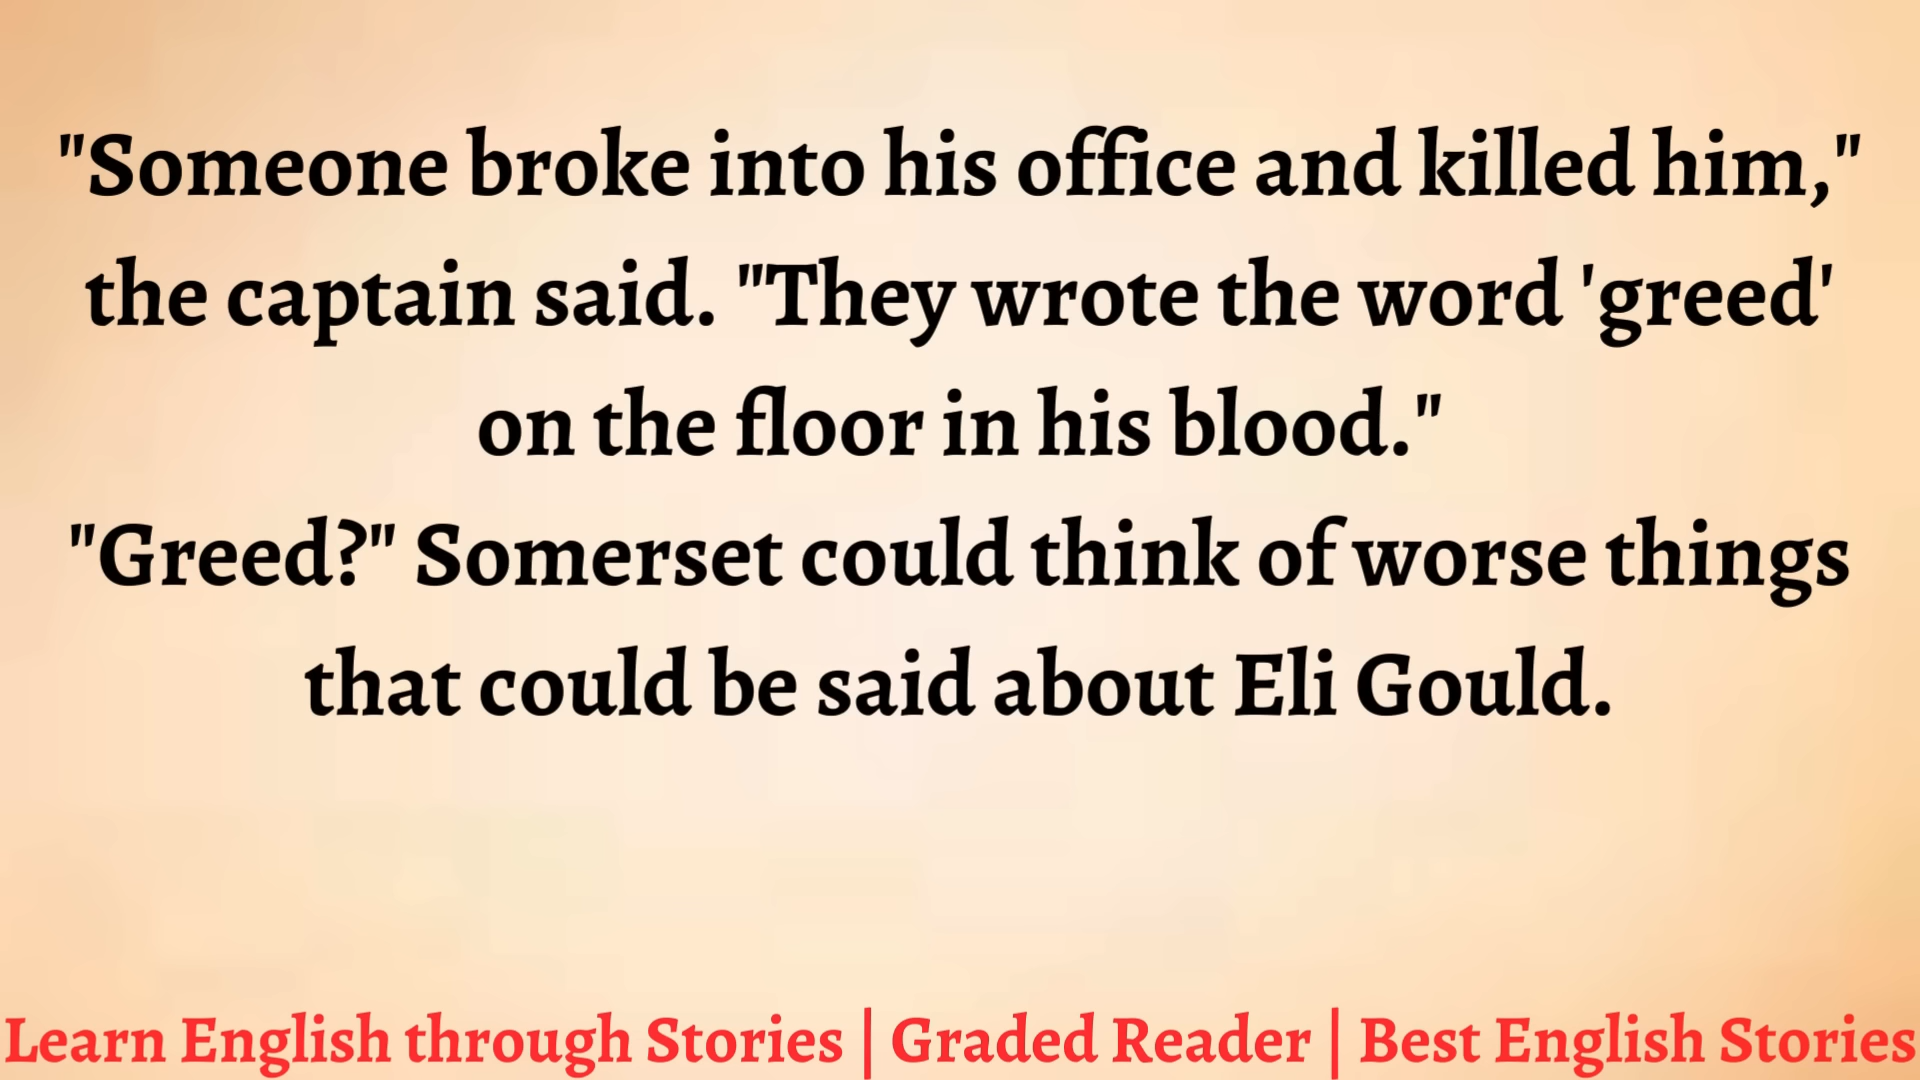 "Someone broke into his office and killed him,"
the captain said. "They wrote the word 'greed'
on the floor in his blood."
"Greed?" Somerset could think of worse things
that could be said about Eli Gould.
Learn English through Stories | Graded Reader | Best English Stories